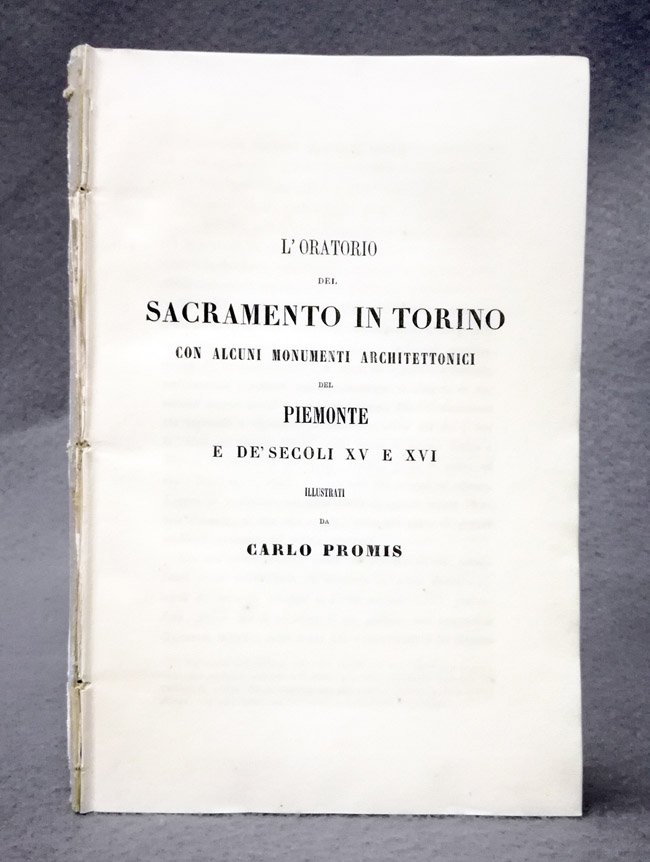 L'ORATORIO
DEL
SACRAMENTO IN TORINO
CON ALCUNI MONUMENTI ARCHITETTONICI
DEL
PIEMONTE
E DE' SECOLI XV E XVI
ILLUSTRATI
DA
CARLO PROMIS